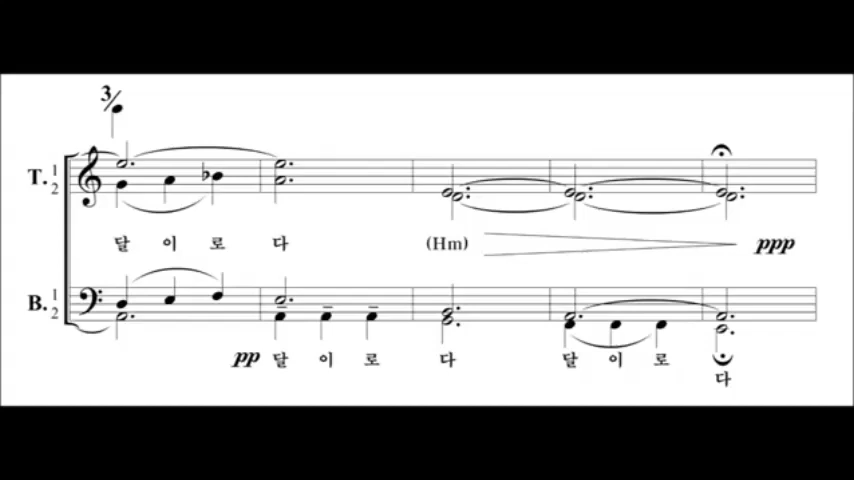 3/
T. 1 2
달 이 로 다 (Hm) ppp
B. 1 2
pp 달 이 로 다 달 이 로
다